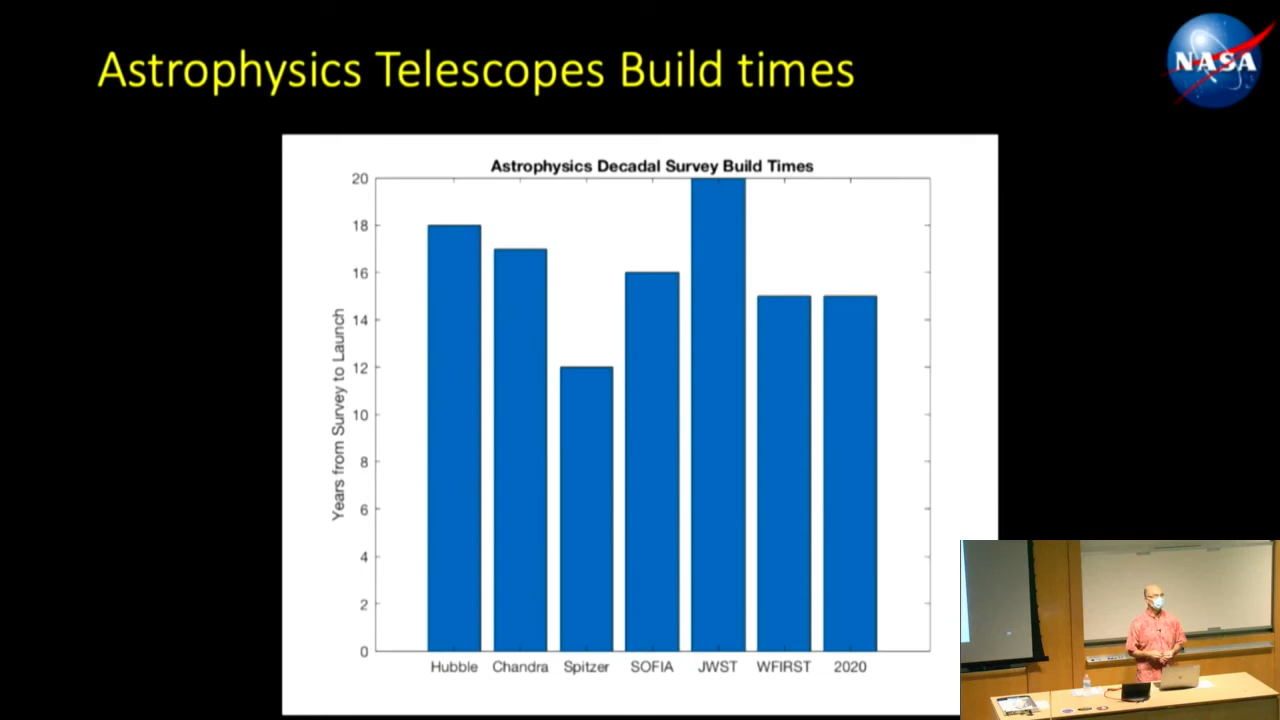 Astrophysics Telescopes Build times
NASA
Astrophysics Decadal Survey Build Times
20
18
16
14
12
10
8
6
4
2
0
Years from Survey to Launch
Hubble Chandra Spitzer SOFIA JWST WFIRST 2020